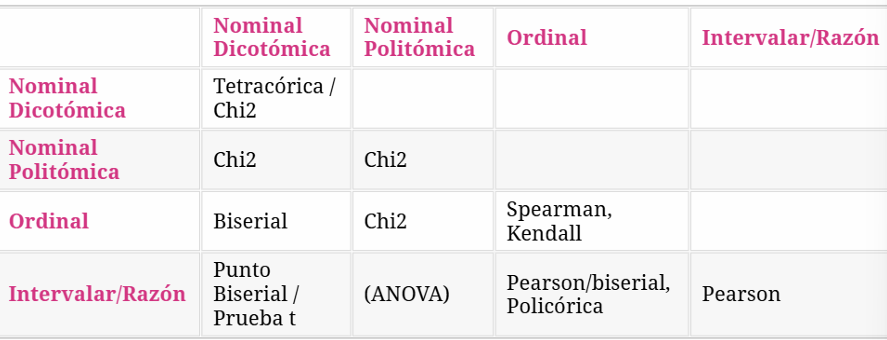 Nominal Dicotómica
Nominal Politómica
Ordinal
Intervalar/Razón
Nominal Dicotómica
Tetracórica / Chi2
Nominal Politómica
Chi2
Chi2
Ordinal
Biserial
Chi2
Spearman, Kendall
Intervalar/Razón
Punto Biserial / Prueba t
(ANOVA)
Pearson/biserial, Policórica
Pearson